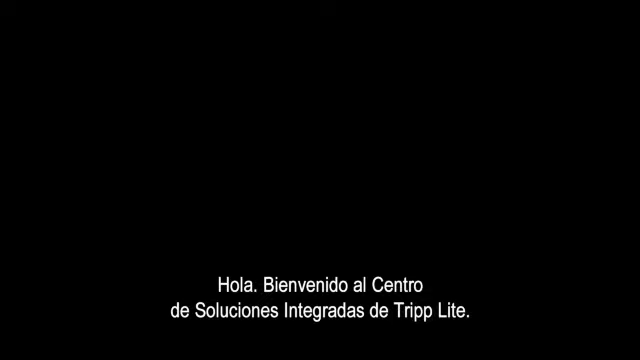 Hola. Bienvenido al Centro
de Soluciones Integradas de Tripp Lite.